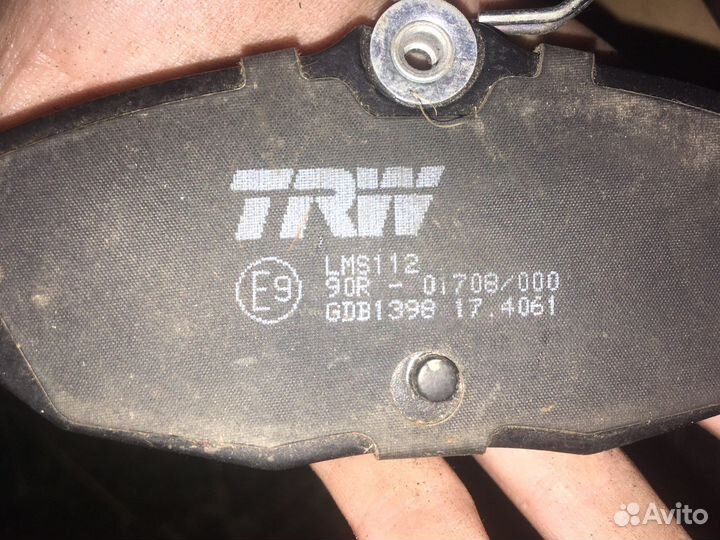 TRW
LMS112
E9 90R - 01708/000
GDB1398 17.4061
Avito